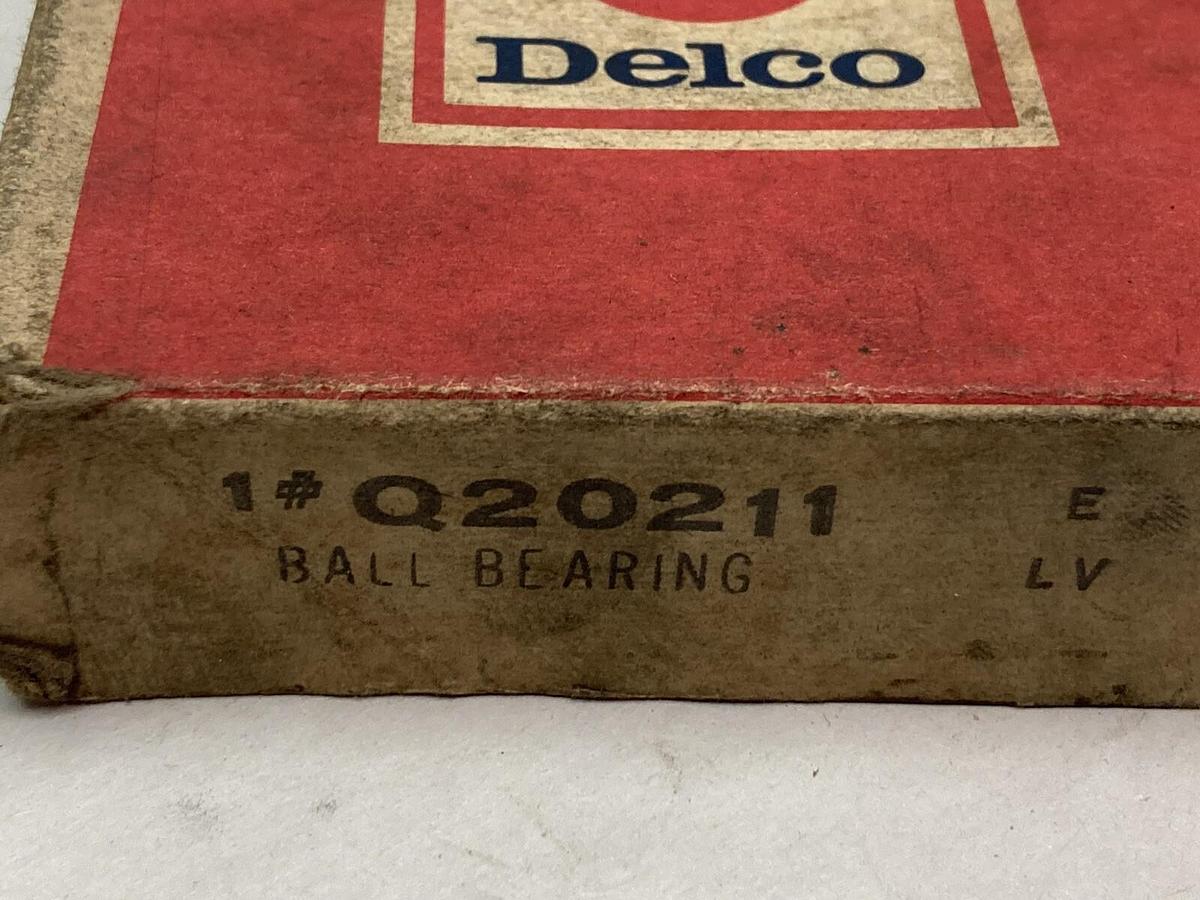 Delco
1# Q20211 E
BALL BEARING LV